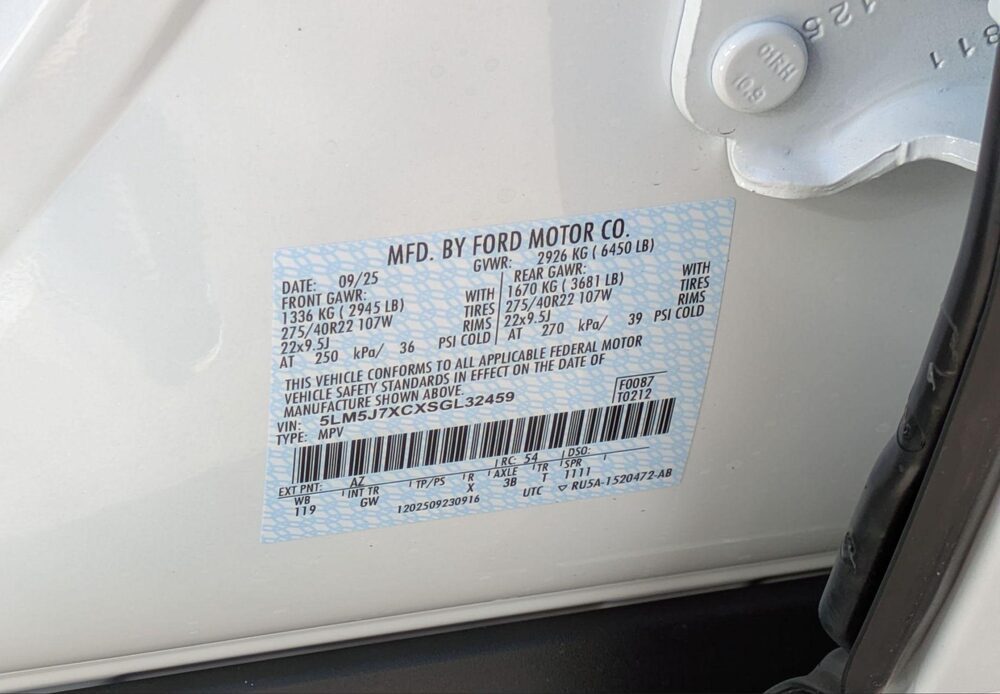 125
811
10.9
MFD. BY FORD MOTOR CO.
DATE: 09/25 GVWR: 2926 KG ( 6450 LB)
FRONT GAWR: REAR GAWR:
1336 KG ( 2945 LB) WITH 1670 KG ( 3681 LB) WITH
275/40R22 107W TIRES 275/40R22 107W TIRES
22x9.5J RIMS 22x9.5J RIMS
AT 250 kPa/ 36 PSI COLD AT 270 kPa/ 39 PSI COLD
THIS VEHICLE CONFORMS TO ALL APPLICABLE FEDERAL MOTOR
VEHICLE SAFETY STANDARDS IN EFFECT ON THE DATE OF
MANUFACTURE SHOWN ABOVE. F0087
VIN: 5LM5J7XCXSGL32459 T0212
TYPE: MPV
EXT PNT: AZ RC: 54 DSO:
WB INT TR TP/PS R AXLE TR SPR
119 GW X 3B T 1111
1202509230916 UTC ▽ RU5A-1520472-AB